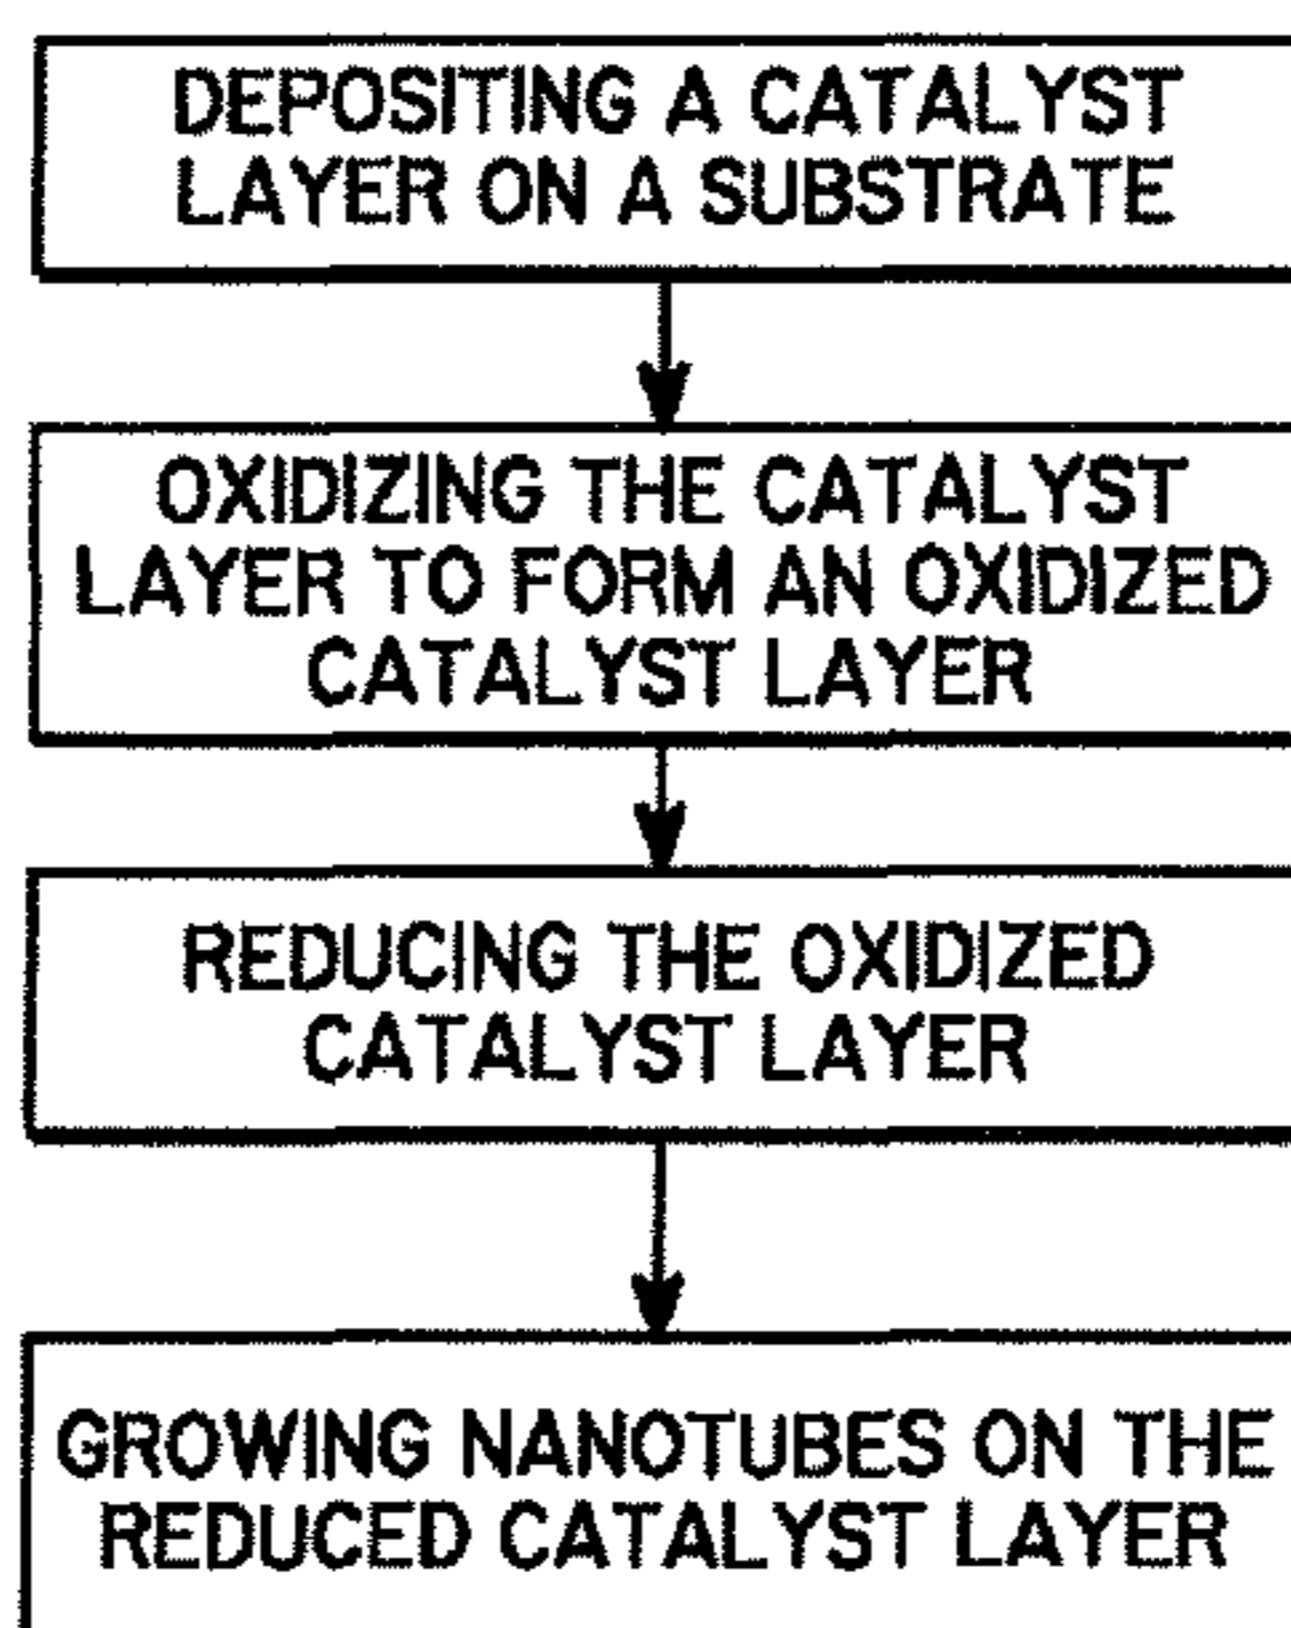 DEPOSITING A CATALYST
LAYER ON A SUBSTRATE
OXIDIZING THE CATALYST
LAYER TO FORM AN OXIDIZED
CATALYST LAYER
REDUCING THE OXIDIZED
CATALYST LAYER
GROWING NANOTUBES ON THE
REDUCED CATALYST LAYER